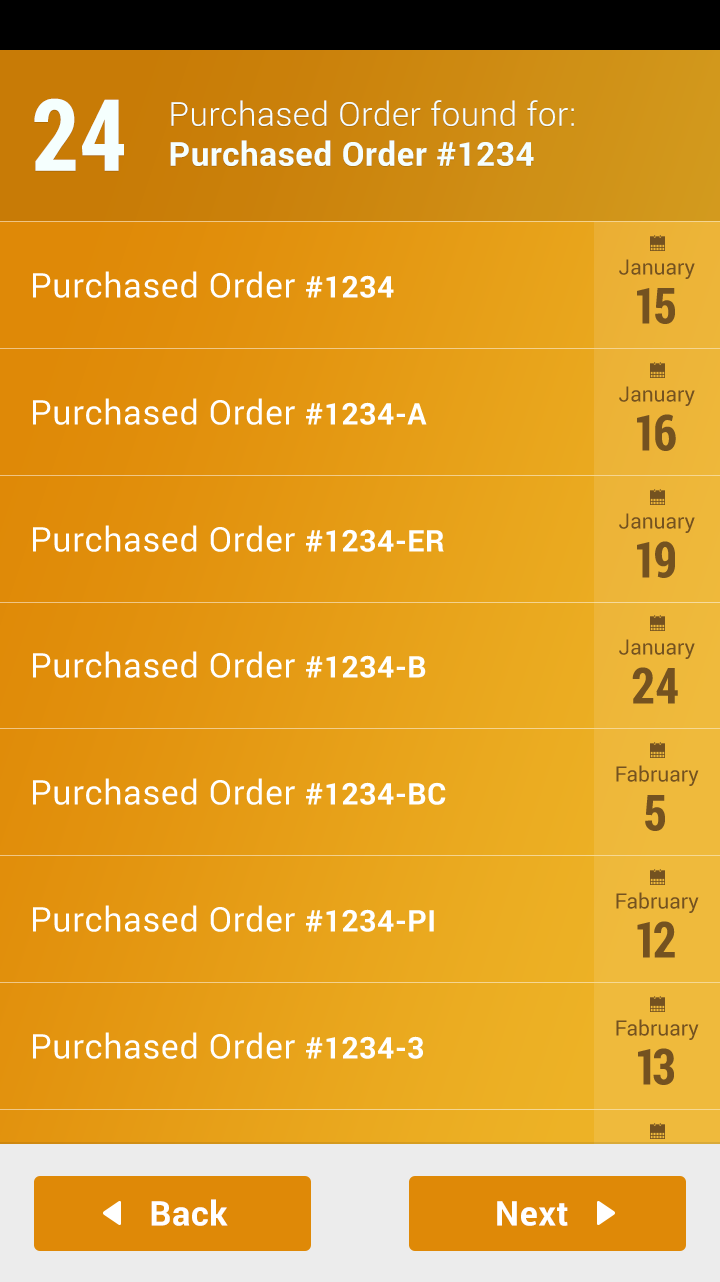 24
Purchased Order found for:
Purchased Order #1234
Purchased Order #1234
January
15
Purchased Order #1234-A
January
16
Purchased Order #1234-ER
January
19
Purchased Order #1234-B
January
24
Purchased Order #1234-BC
Fabruary
5
Purchased Order #1234-PI
Fabruary
12
Purchased Order #1234-3
Fabruary
13
Back
Next